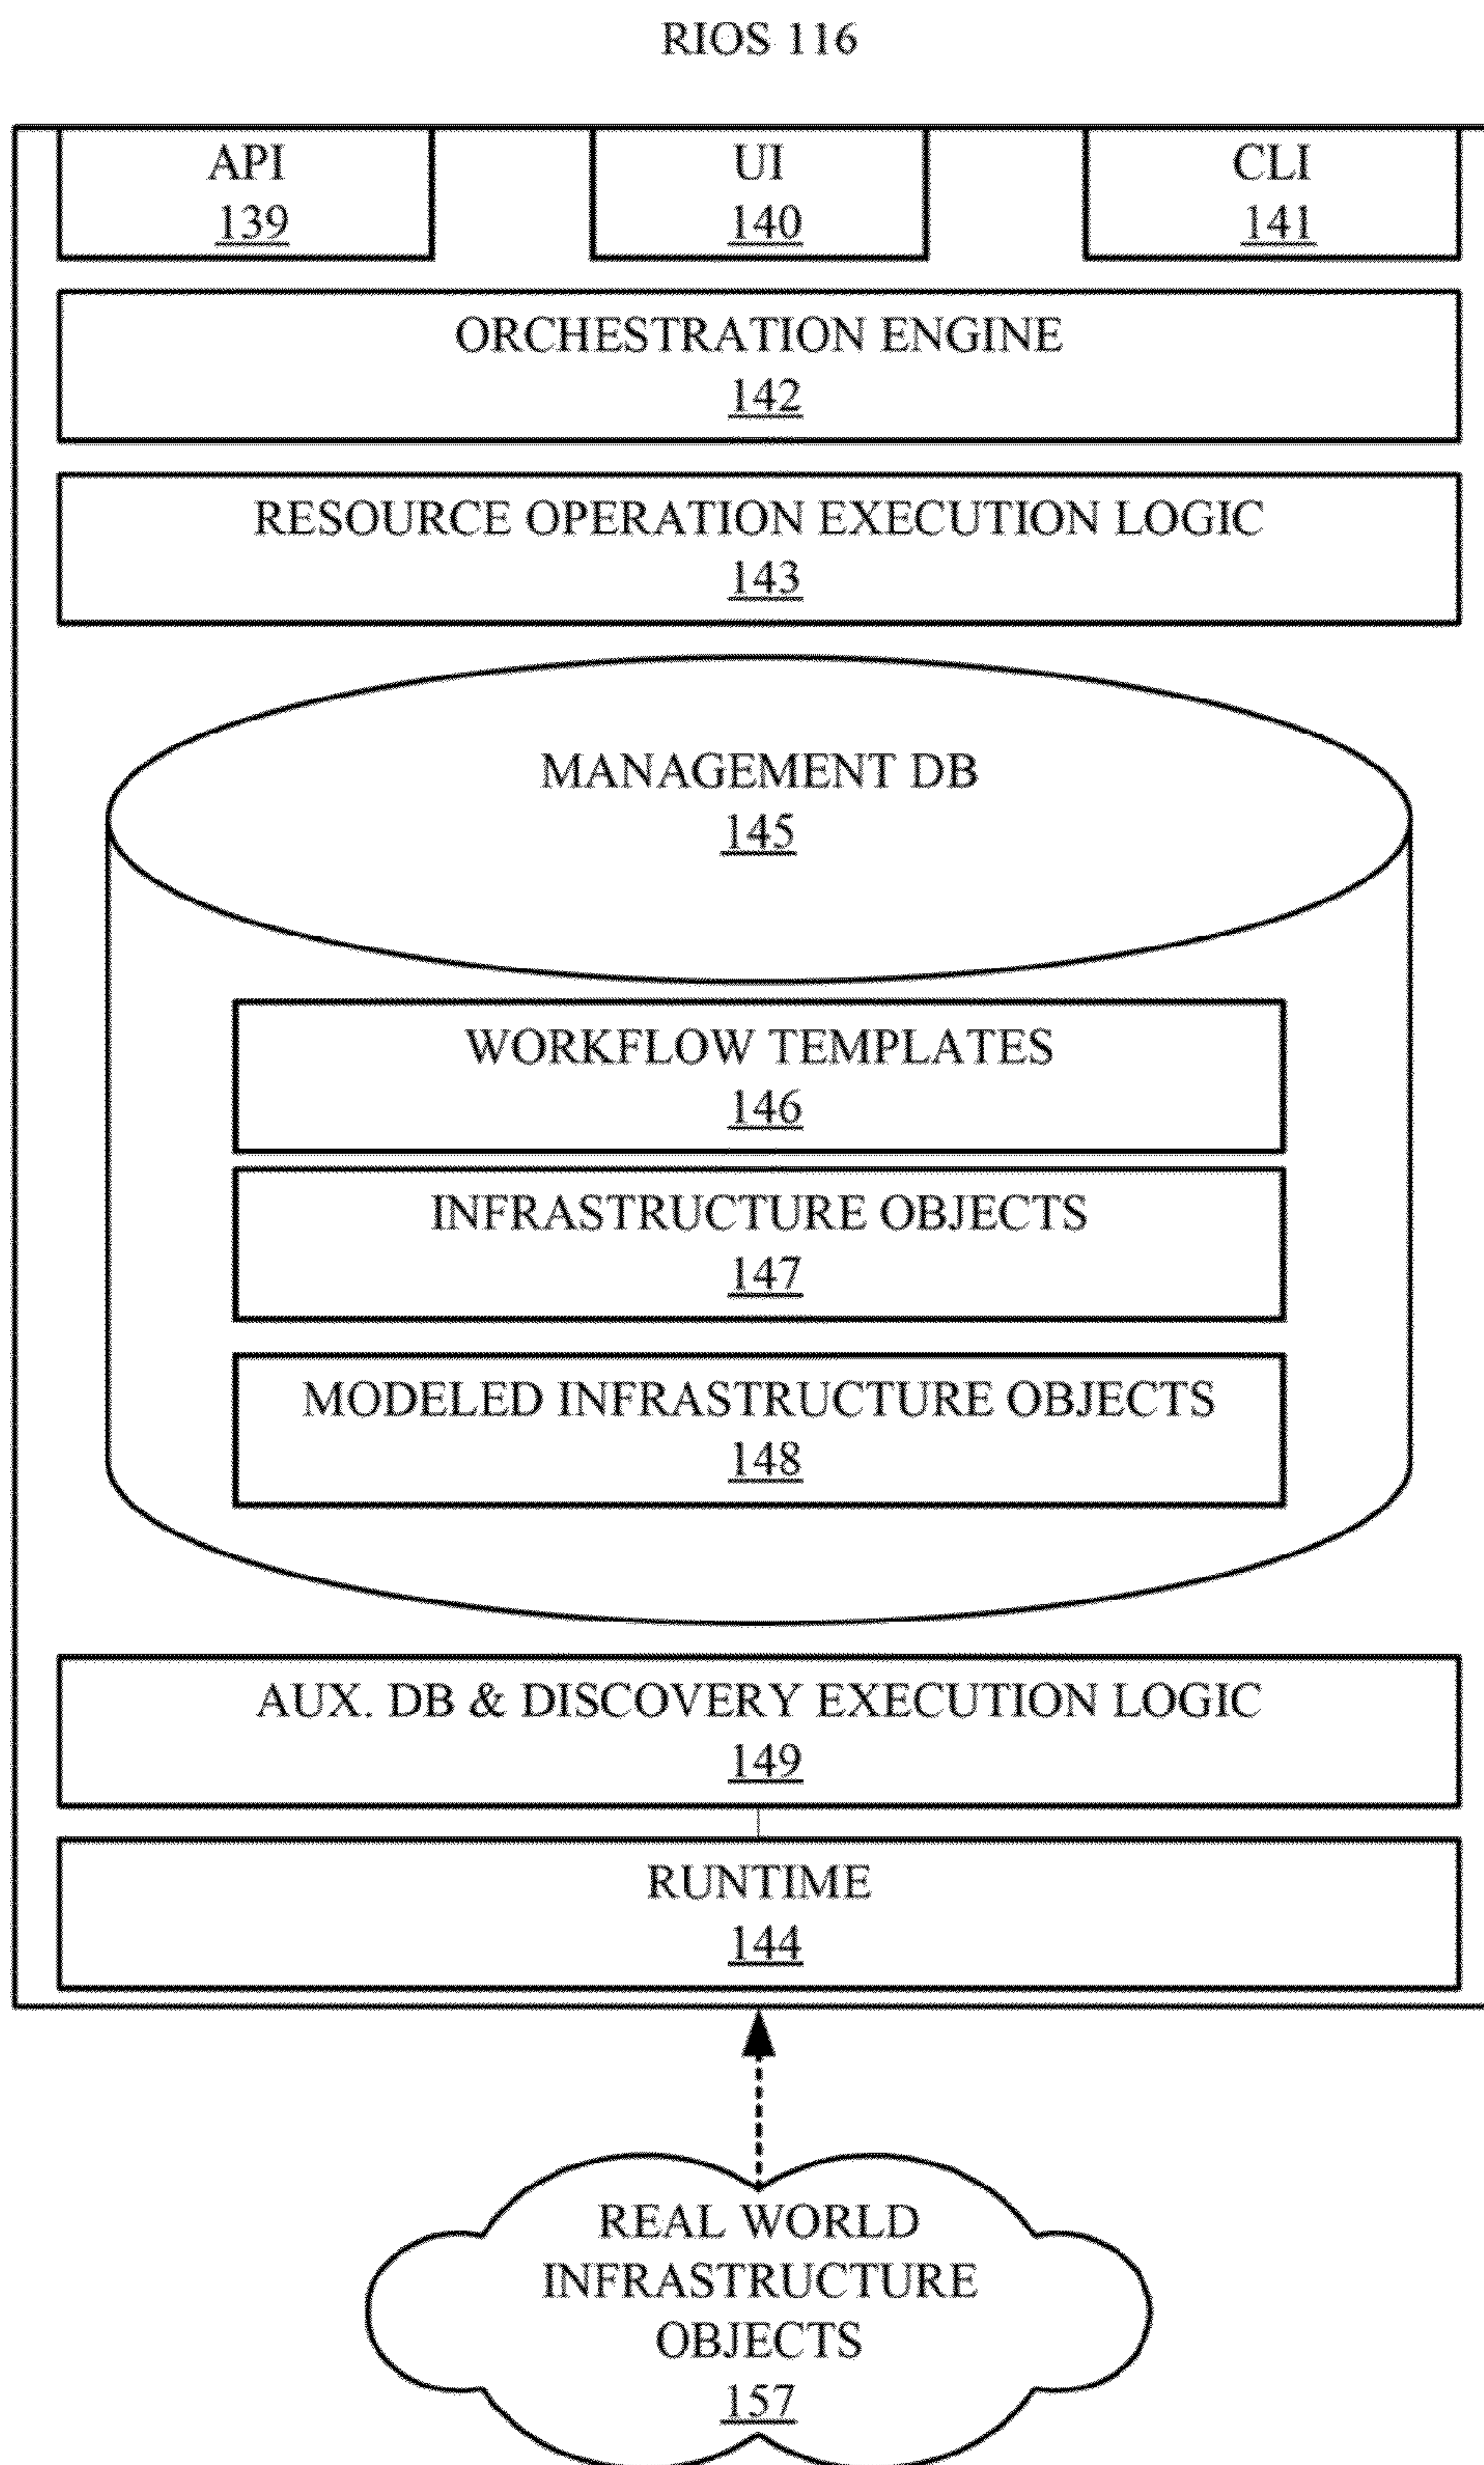 RIOS 116
API UI CLI
139 140 141
ORCHESTRATION ENGINE
142
RESOURCE OPERATION EXECUTION LOGIC
143
MANAGEMENT DB
145
WORKFLOW TEMPLATES
146
INFRASTRUCTURE OBJECTS
147
MODELED INFRASTRUCTURE OBJECTS
148
AUX. DB & DISCOVERY EXECUTION LOGIC
149
RUNTIME
144
REAL WORLD
INFRASTRUCTURE
OBJECTS
157